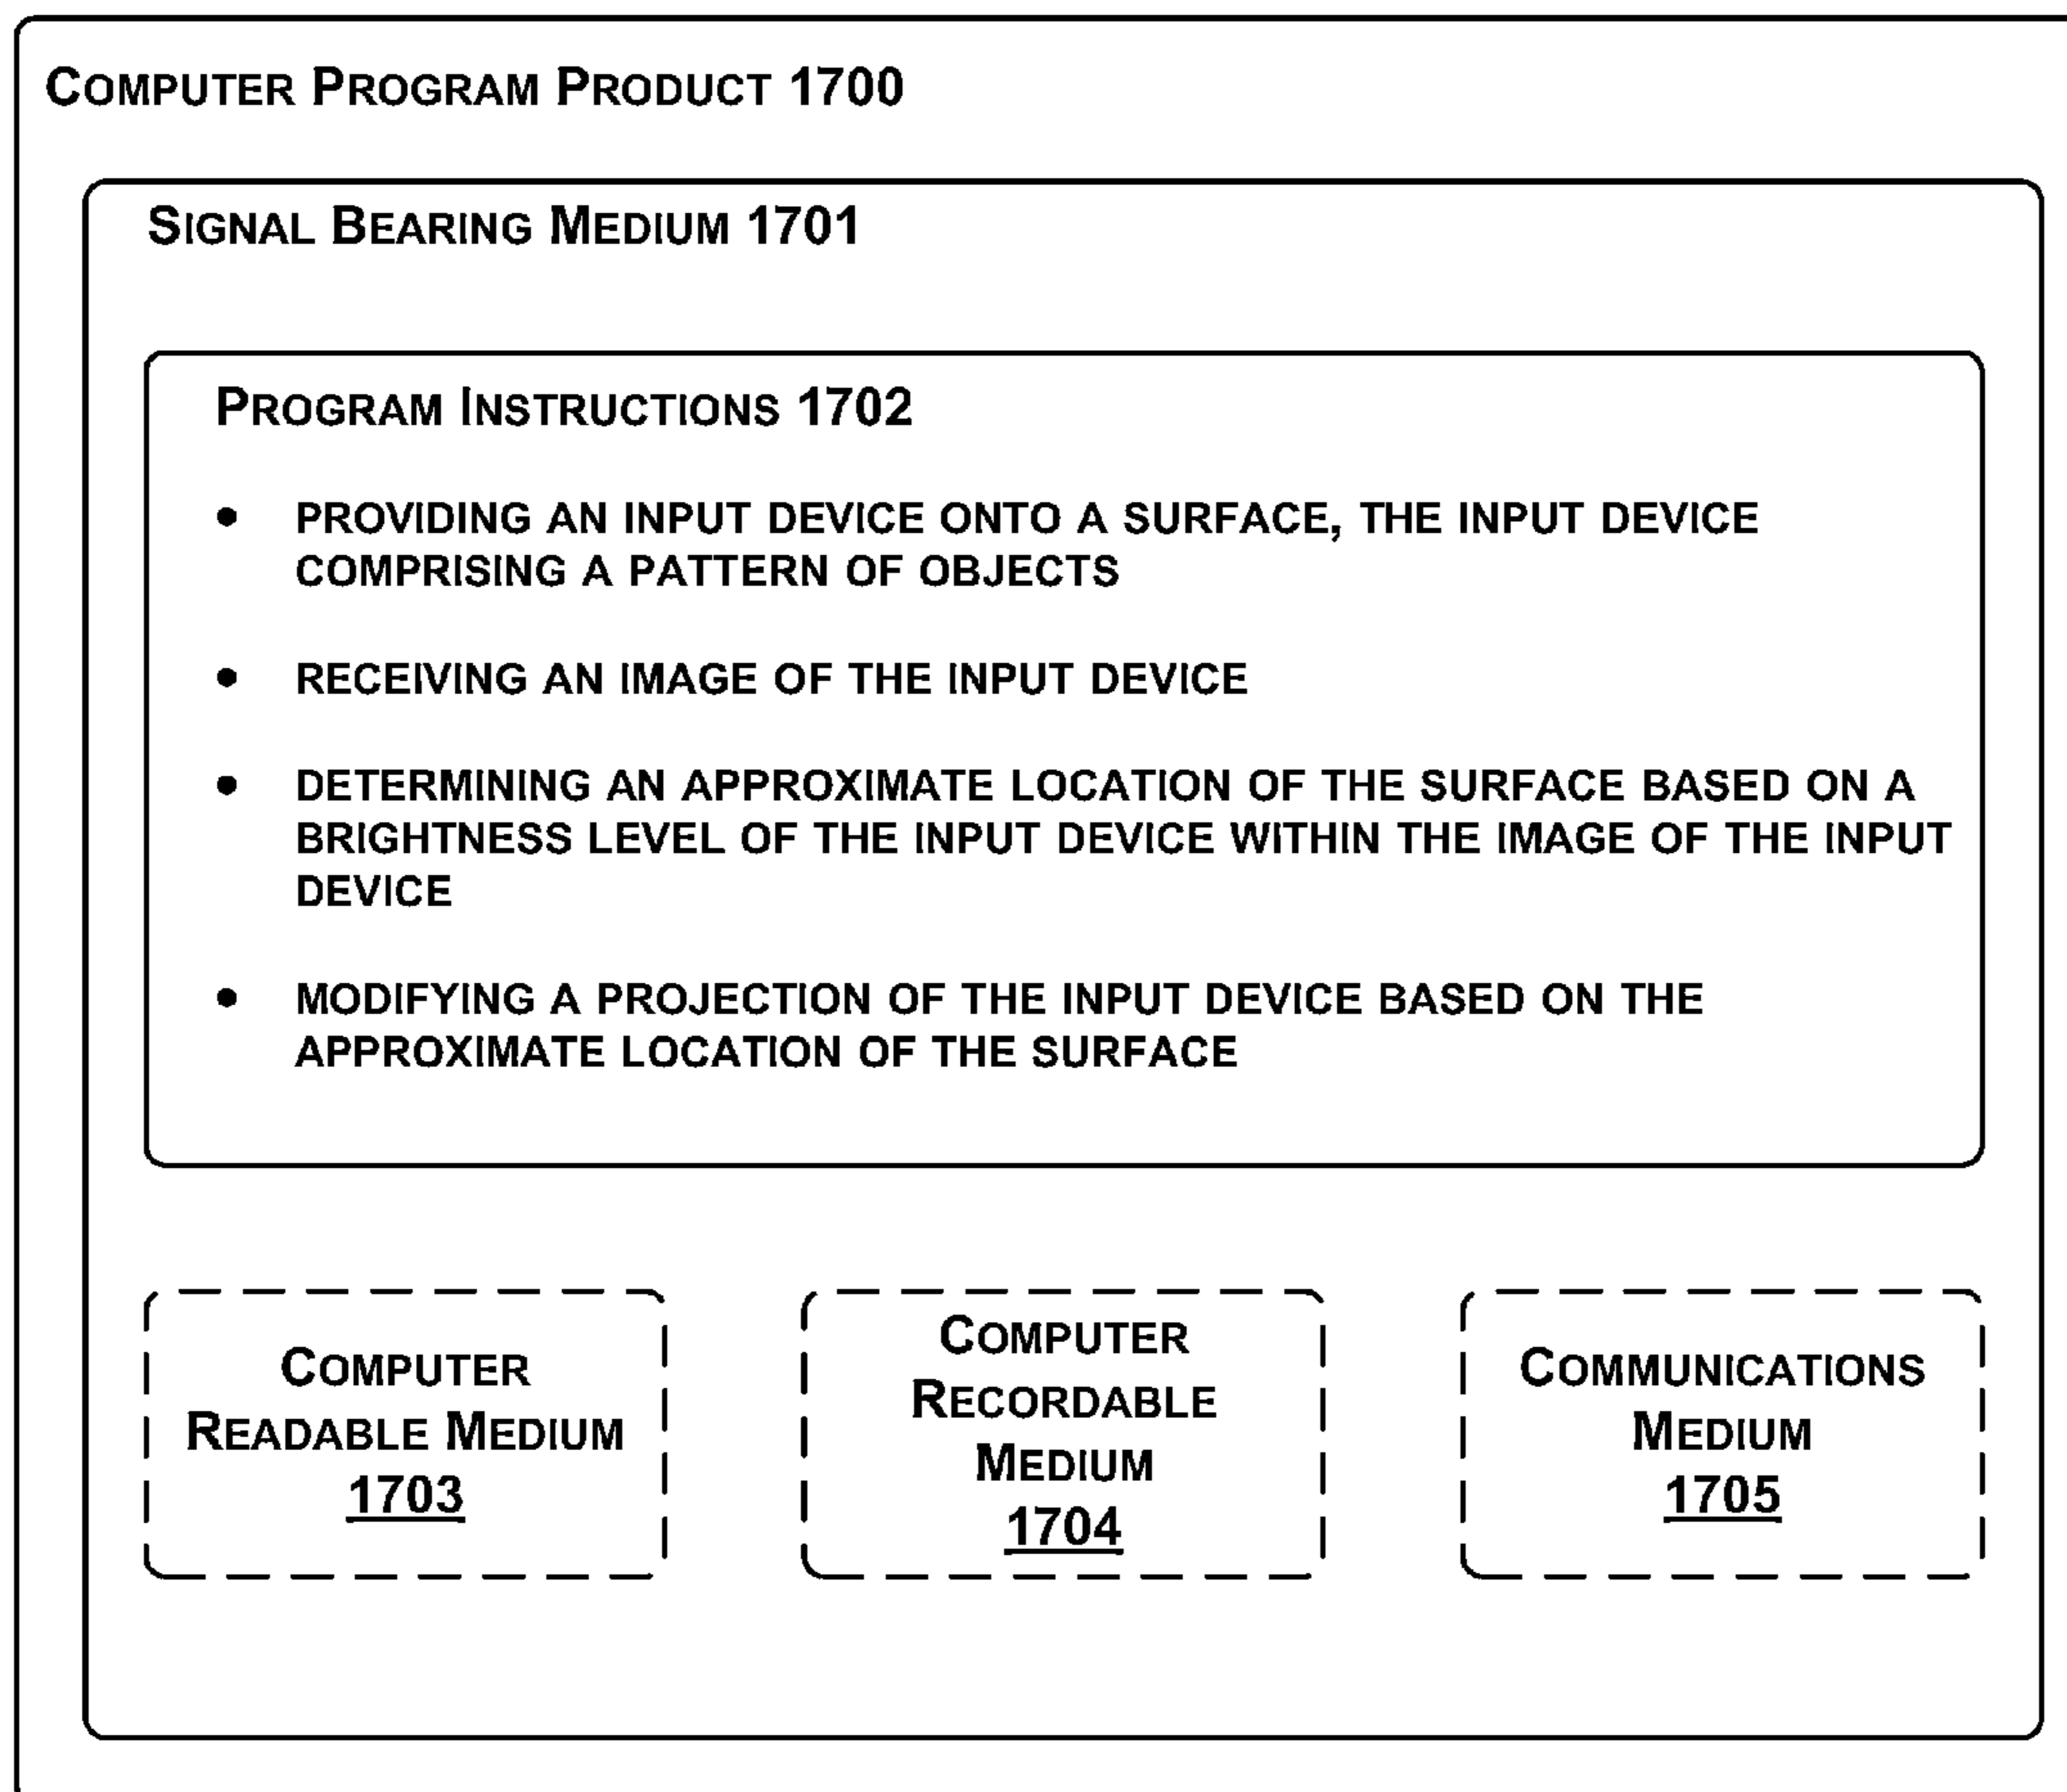 COMPUTER PROGRAM PRODUCT 1700
SIGNAL BEARING MEDIUM 1701
PROGRAM INSTRUCTIONS 1702
• PROVIDING AN INPUT DEVICE ONTO A SURFACE, THE INPUT DEVICE
COMPRISING A PATTERN OF OBJECTS
• RECEIVING AN IMAGE OF THE INPUT DEVICE
• DETERMINING AN APPROXIMATE LOCATION OF THE SURFACE BASED ON A
BRIGHTNESS LEVEL OF THE INPUT DEVICE WITHIN THE IMAGE OF THE INPUT
DEVICE
• MODIFYING A PROJECTION OF THE INPUT DEVICE BASED ON THE
APPROXIMATE LOCATION OF THE SURFACE
COMPUTER
READABLE MEDIUM
1703
COMPUTER
RECORDABLE
MEDIUM
1704
COMMUNICATIONS
MEDIUM
1705